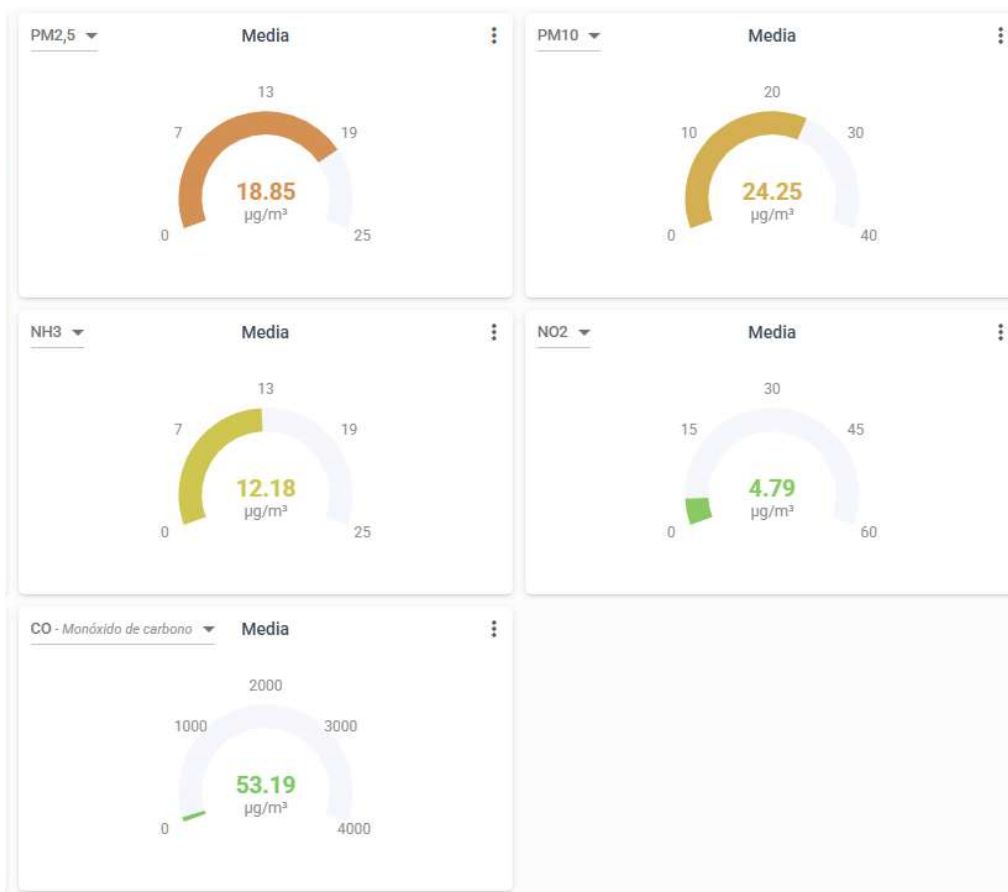 PM2,5 Media
13
7 19
18.85
µg/m³
0 25
PM10 Media
20
10 30
24.25
µg/m³
0 40
NH3 Media
13
7 19
12.18
µg/m³
0 25
NO2 Media
30
15 45
4.79
µg/m³
0 60
CO - Monóxido de carbono Media
2000
1000 3000
53.19
µg/m³
0 4000